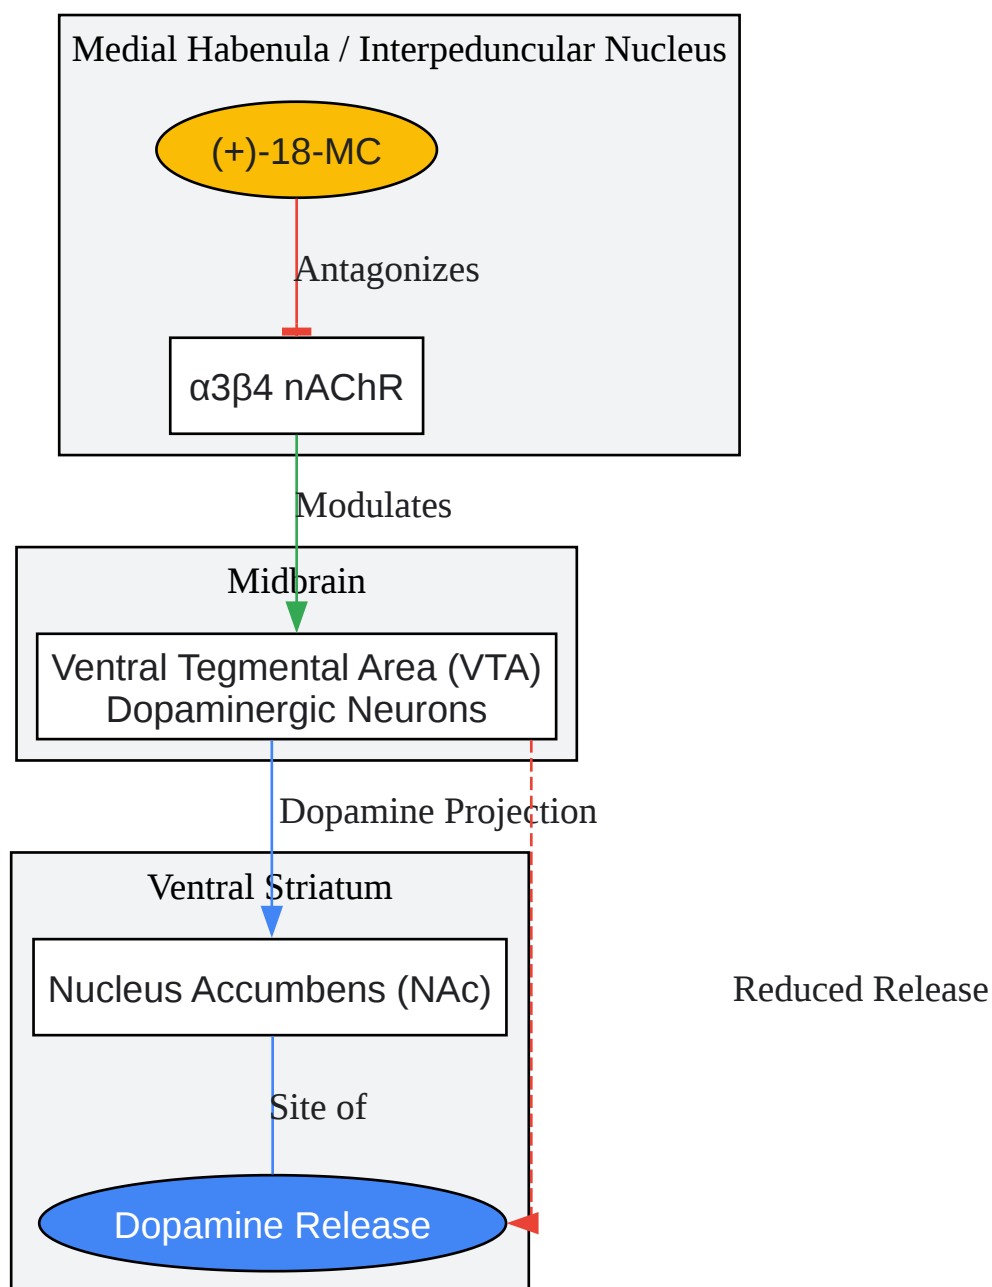 Medial Habenula / Interpeduncular Nucleus
(+)-18-MC
Antagonizes
α3β4 nAChR
Modulates
Midbrain
Ventral Tegmental Area (VTA)
Dopaminergic Neurons
Dopamine Projection
Ventral Striatum
Nucleus Accumbens (NAc)
Reduced Release
Site of
Dopamine Release